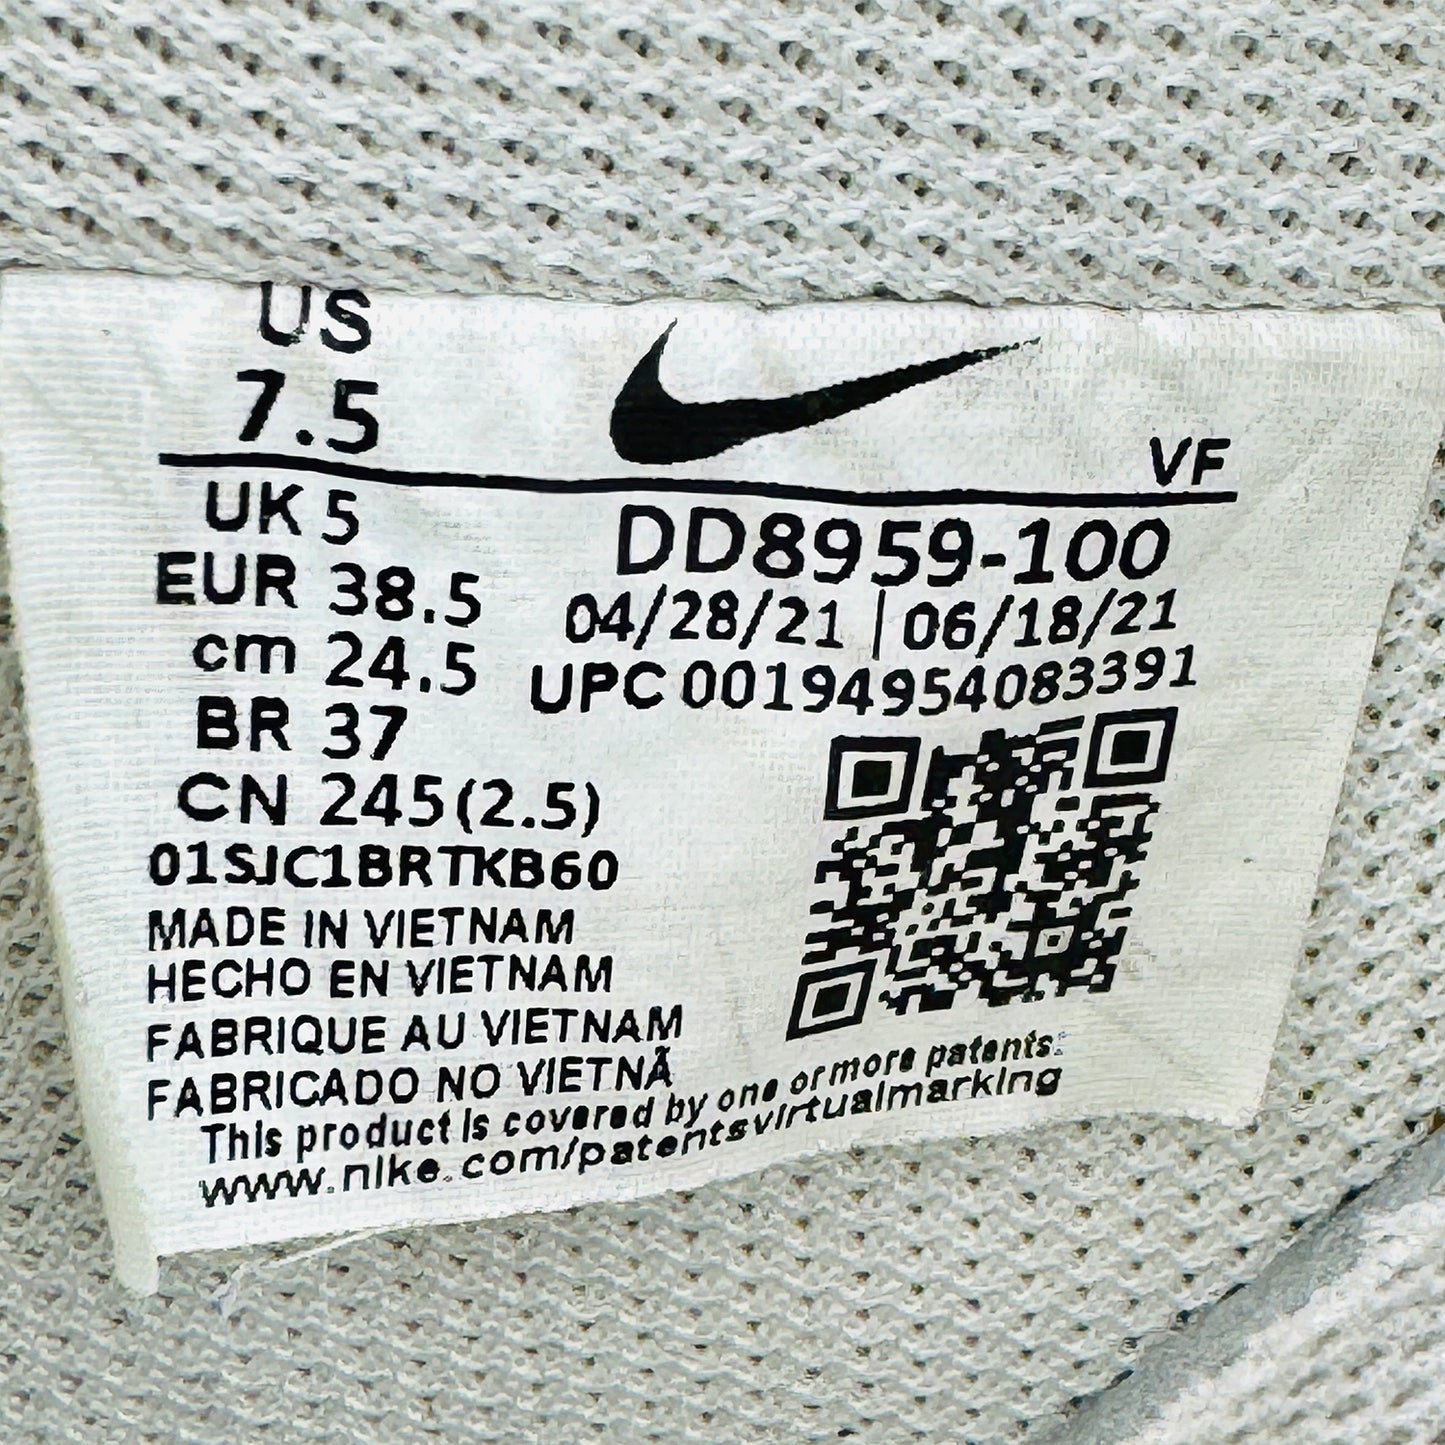 US
7.5
VF
UK 5
EUR 38.5
cm 24.5
BR 37
CN 245(2.5)
DD8959-100
04/28/21 | 06/18/21
UPC 00194954083391
01SJC1BRTKB60
MADE IN VIETNAM
HECHO EN VIETNAM
FABRIQUE AU VIETNAM
FABRICADO NO VIETNÃ
This product is covered by one or more patents:
www.nike.com/patentsvirtualmarking